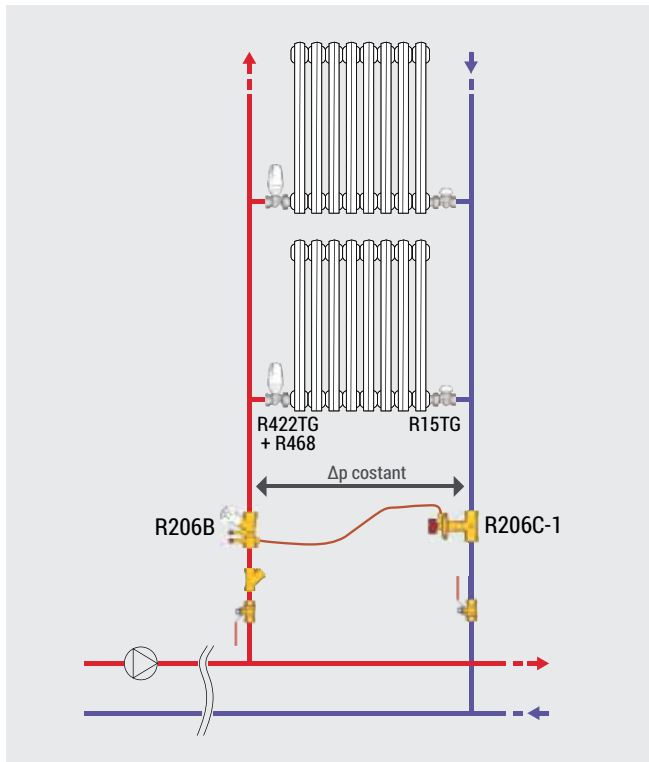 R422TG
+ R468
R15TG
Δp costant
R206B
R206C-1